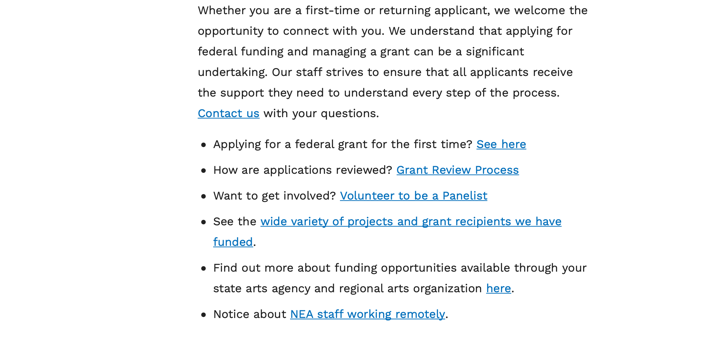 Whether you are a first-time or returning applicant, we welcome the
opportunity to connect with you. We understand that applying for
federal funding and managing a grant can be a significant
undertaking. Our staff strives to ensure that all applicants receive
the support they need to understand every step of the process.
Contact us with your questions.
• Applying for a federal grant for the first time? See here
• How are applications reviewed? Grant Review Process
• Want to get involved? Volunteer to be a Panelist
• See the wide variety of projects and grant recipients we have
funded.
• Find out more about funding opportunities available through your
state arts agency and regional arts organization here.
• Notice about NEA staff working remotely.